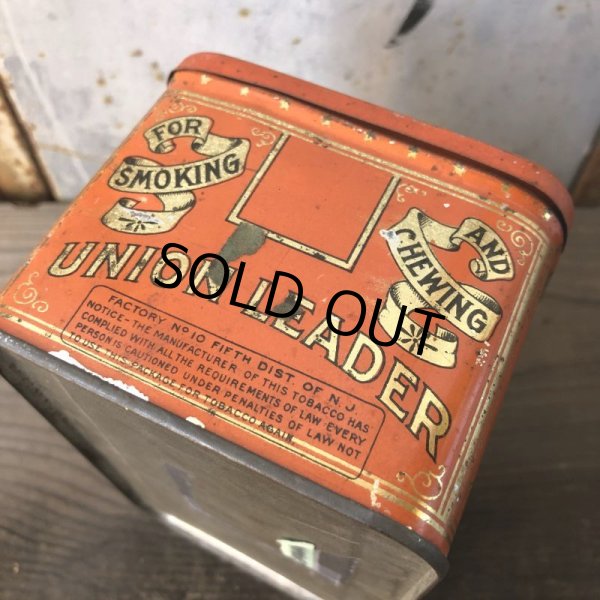 FOR
SMOKING
AND
CHEWING
UNION LEADER
SOLD OUT
FACTORY No 10 FIFTH DIST. OF N.J.
NOTICE-THE MANUFACTURER OF THIS TOBACCO HAS
COMPLIED WITH ALL THE REQUIREMENTS OF LAW. EVERY
PERSON IS CAUTIONED UNDER PENALTIES OF LAW NOT
TO USE THIS PACKAGE FOR TOBACCO AGAIN.